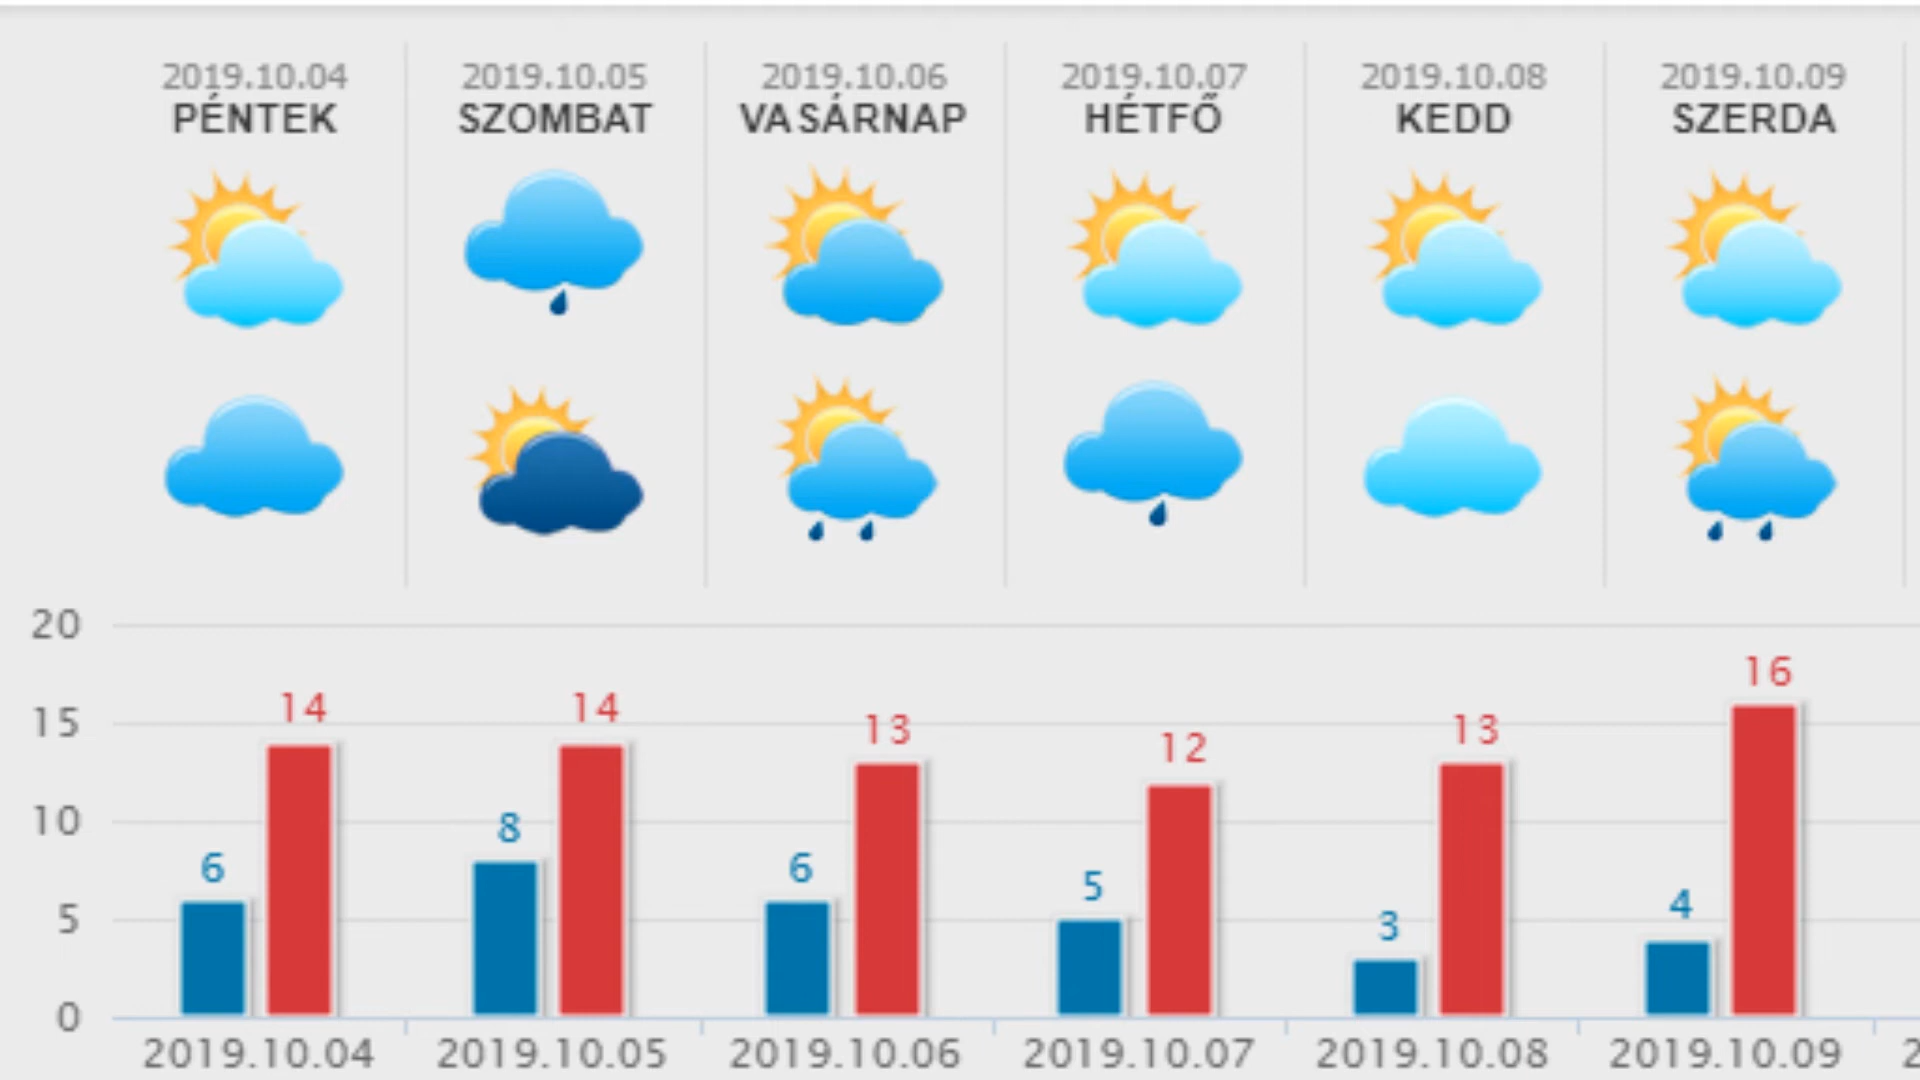 2019.10.04 2019.10.05 2019.10.06 2019.10.07 2019.10.08 2019.10.09
PÉNTEK SZOMBAT VASÁRNAP HÉTFŐ KEDD SZERDA
20
15
10
5
0
6 14 8 14 6 13 5 12 3 13 4 16
2019.10.04 2019.10.05 2019.10.06 2019.10.07 2019.10.08 2019.10.09